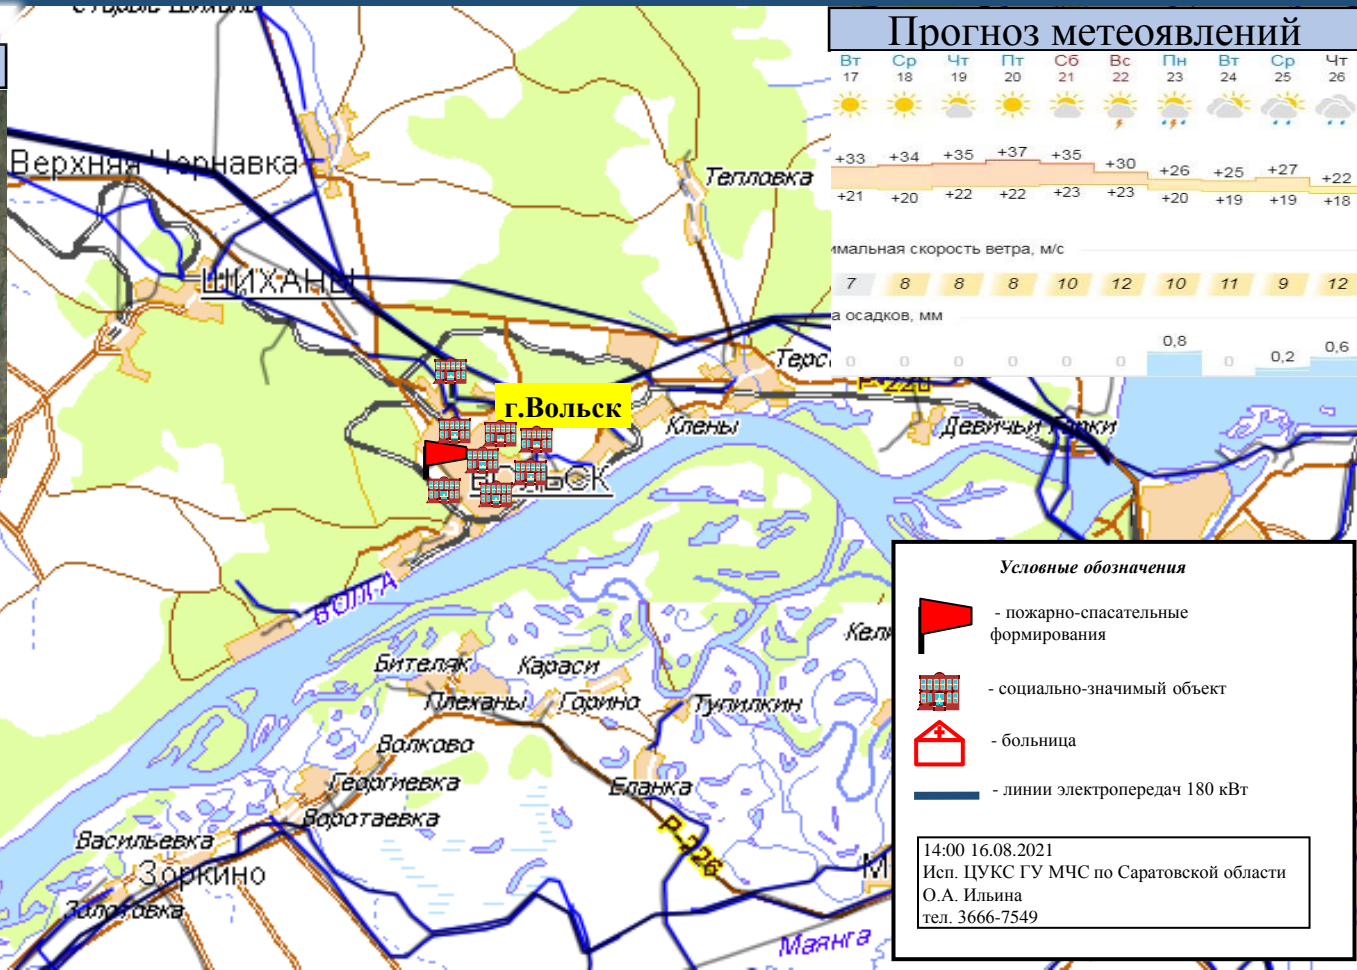 Старые Шиханы
Прогноз метеоявлений
Вт Ср Чт Пт Сб Вс Пн Вт Ср Чт
17 18 19 20 21 22 23 24 25 26
+33 +34 +35 +37 +35 +30 +26 +25 +27 +22
+21 +20 +22 +22 +23 +23 +20 +19 +19 +18
имальная скорость ветра, м/с
7 8 8 8 10 12 10 11 9 12
а осадков, мм
0 0 0 0 0 0 0,8 0 0,2 0,6
Верхняя Чернавка
Тепловка
ШИХАНЫ
Терс
Р-226
г.Вольск
Клены
Девичьи Горки
ВОЛЬСК
ВОЛГА
Кели
Бителяк
Караси
Плеханы
Горино
Тупилкин
Волково
Георгиевка
Еланка
Воротаевка
Васильевка
Р-226
Зоркино
М
Золотовка
Маянга
Условные обозначения
- пожарно-спасательные
формирования
- социально-значимый объект
- больница
- линии электропередач 180 кВт
14:00 16.08.2021
Исп. ЦУКС ГУ МЧС по Саратовской области
О.А. Ильина
тел. 3666-7549